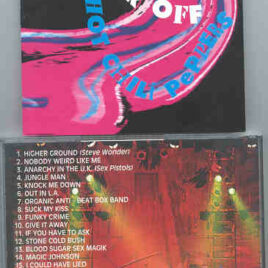 OFF
HOT CHILI PEPPERS
1. HIGHER GROUND (Steve Wonder)
2. NOBODY WEIRD LIKE ME
3. ANARCHY IN THE U.K. (Sex Pistols)
4. JUNGLE MAN
5. KNOCK ME DOWN
6. OUT IN L.A.
7. ORGANIC ANTI - BEAT BOX BAND
8. SUCK MY KISS
9. FUNKY CRIME
10. GIVE IT AWAY
11. IF YOU HAVE TO ASK
12. STONE COLD BUSH
13. BLOOD SUGAR SEX MAGIK
14. MAGIC JOHNSON
15. I COULD HAVE LIED